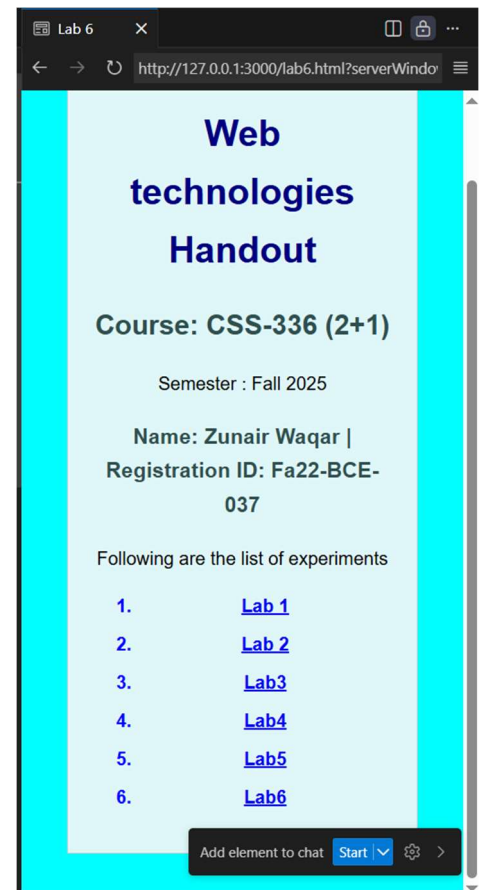 Lab 6
http://127.0.0.1:3000/lab6.html?serverWindo
Web
technologies
Handout
Course: CSS-336 (2+1)
Semester : Fall 2025
Name: Zunair Waqar |
Registration ID: Fa22-BCE-
037
Following are the list of experiments
1. Lab 1
2. Lab 2
3. Lab3
4. Lab4
5. Lab5
6. Lab6
Add element to chat Start